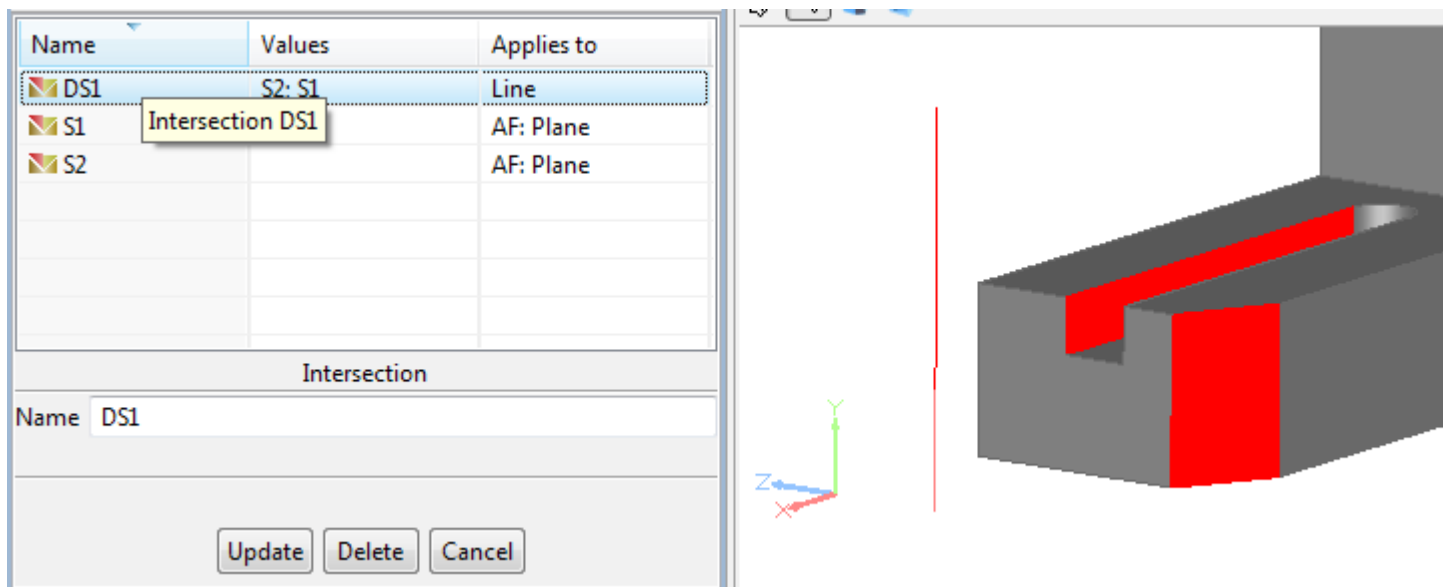 Name Values Applies to
DS1 S2: S1 Line
Intersection DS1
S1 AF: Plane
S2 AF: Plane
Intersection
Name DS1
Update Delete Cancel
Y
Z
X